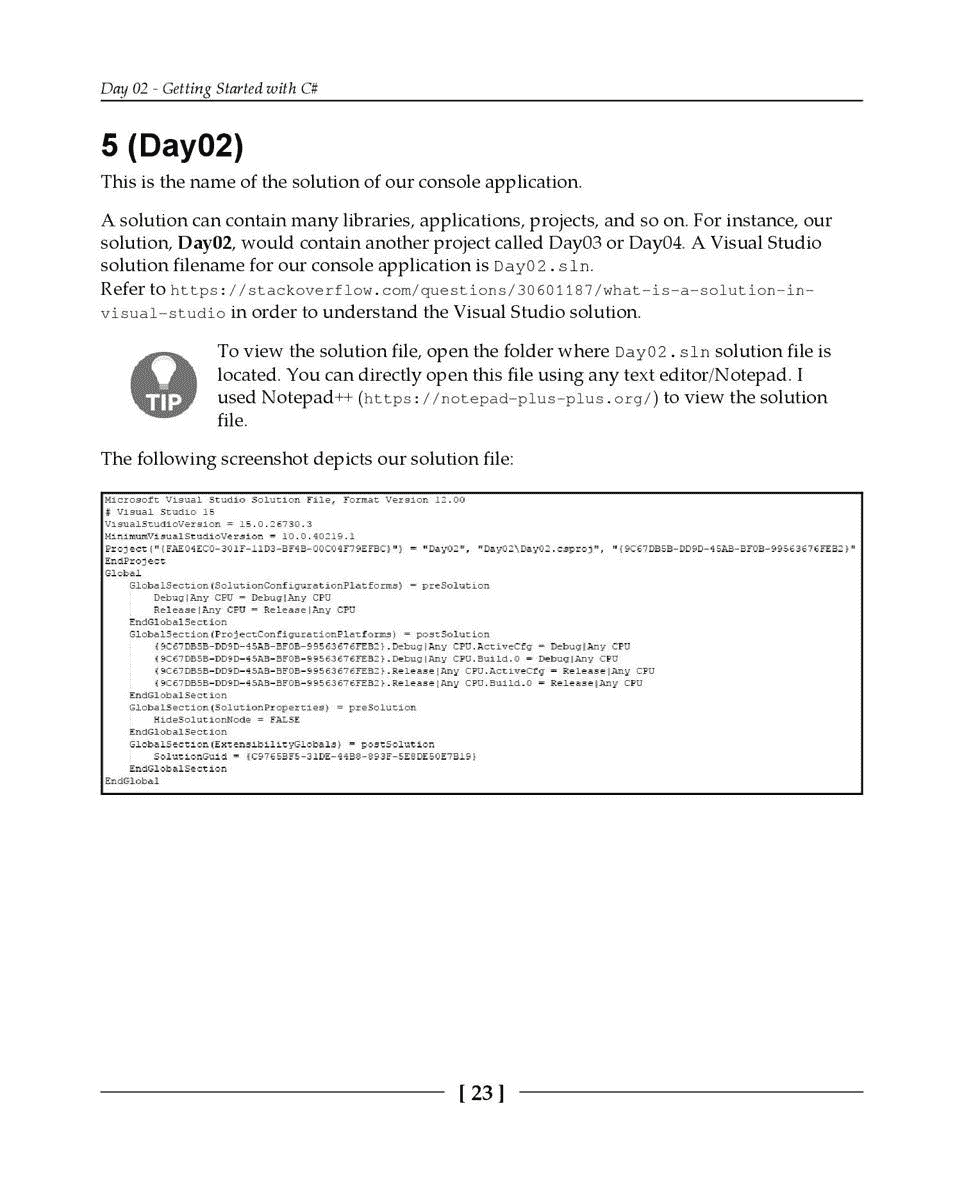 Day 02 - Getting Started with C#
5 (Day02)
This is the name of the solution of our console application.
A solution can contain many libraries, applications, projects, and so on. For instance, our
solution, Day02, would contain another project called Day03 or Day04. A Visual Studio
solution filename for our console application is Day02.sln.
Refer to https://stackoverflow.com/questions/30601187/what-is-a-solution-in-
visual-studio in order to understand the Visual Studio solution.
To view the solution file, open the folder where Day02.sln solution file is
located. You can directly open this file using any text editor/Notepad. I
TIP
used Notepad++ (https://notepad-plus-plus.org/) to view the solution
file.
The following screenshot depicts our solution file:
Microsoft Visual Studio Solution File, Format Version 12.00
# Visual Studio 15
VisualStudioVersion = 15.0.26730.3
MinimumVisualStudioVersion = 10.0.40219.1
Project("{FAE04EC0-301F-11D3-BF4B-00C04F79EFBC}") = "Day02", "Day02\Day02.csproj", "{9C67DB5B-DD9D-45AB-BF0B-99563676FEB2}"
EndProject
Global
GlobalSection(SolutionConfigurationPlatforms) = preSolution
Debug|Any CPU = Debug|Any CPU
Release|Any CPU = Release|Any CPU
EndGlobalSection
GlobalSection(ProjectConfigurationPlatforms) = postSolution
{9C67DB5B-DD9D-45AB-BF0B-99563676FEB2}.Debug|Any CPU.ActiveCfg = Debug|Any CPU
{9C67DB5B-DD9D-45AB-BF0B-99563676FEB2}.Debug|Any CPU.Build.0 = Debug|Any CPU
{9C67DB5B-DD9D-45AB-BF0B-99563676FEB2}.Release|Any CPU.ActiveCfg = Release|Any CPU
{9C67DB5B-DD9D-45AB-BF0B-99563676FEB2}.Release|Any CPU.Build.0 = Release|Any CPU
EndGlobalSection
GlobalSection(SolutionProperties) = preSolution
HideSolutionNode = FALSE
EndGlobalSection
GlobalSection(ExtensibilityGlobals) = postSolution
SolutionGuid = {C9765BF5-31DE-44B8-893F-5E8DE50E7B19}
EndGlobalSection
EndGlobal
[ 23 ]